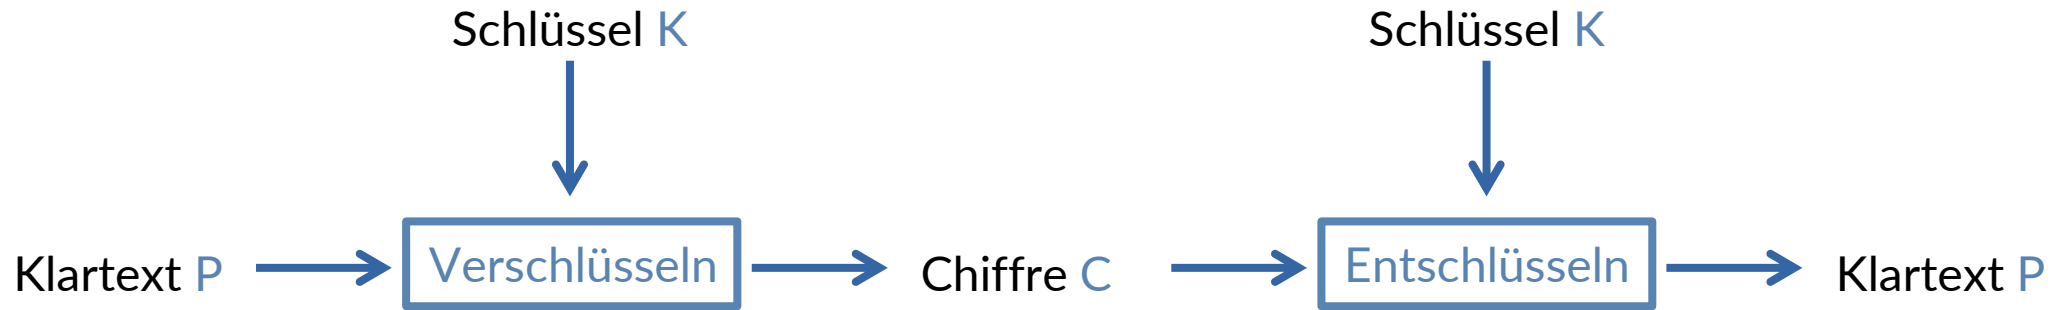 Schlüssel K
Schlüssel K
Klartext P
Verschlüsseln
Chiffre C
Entschlüsseln
Klartext P